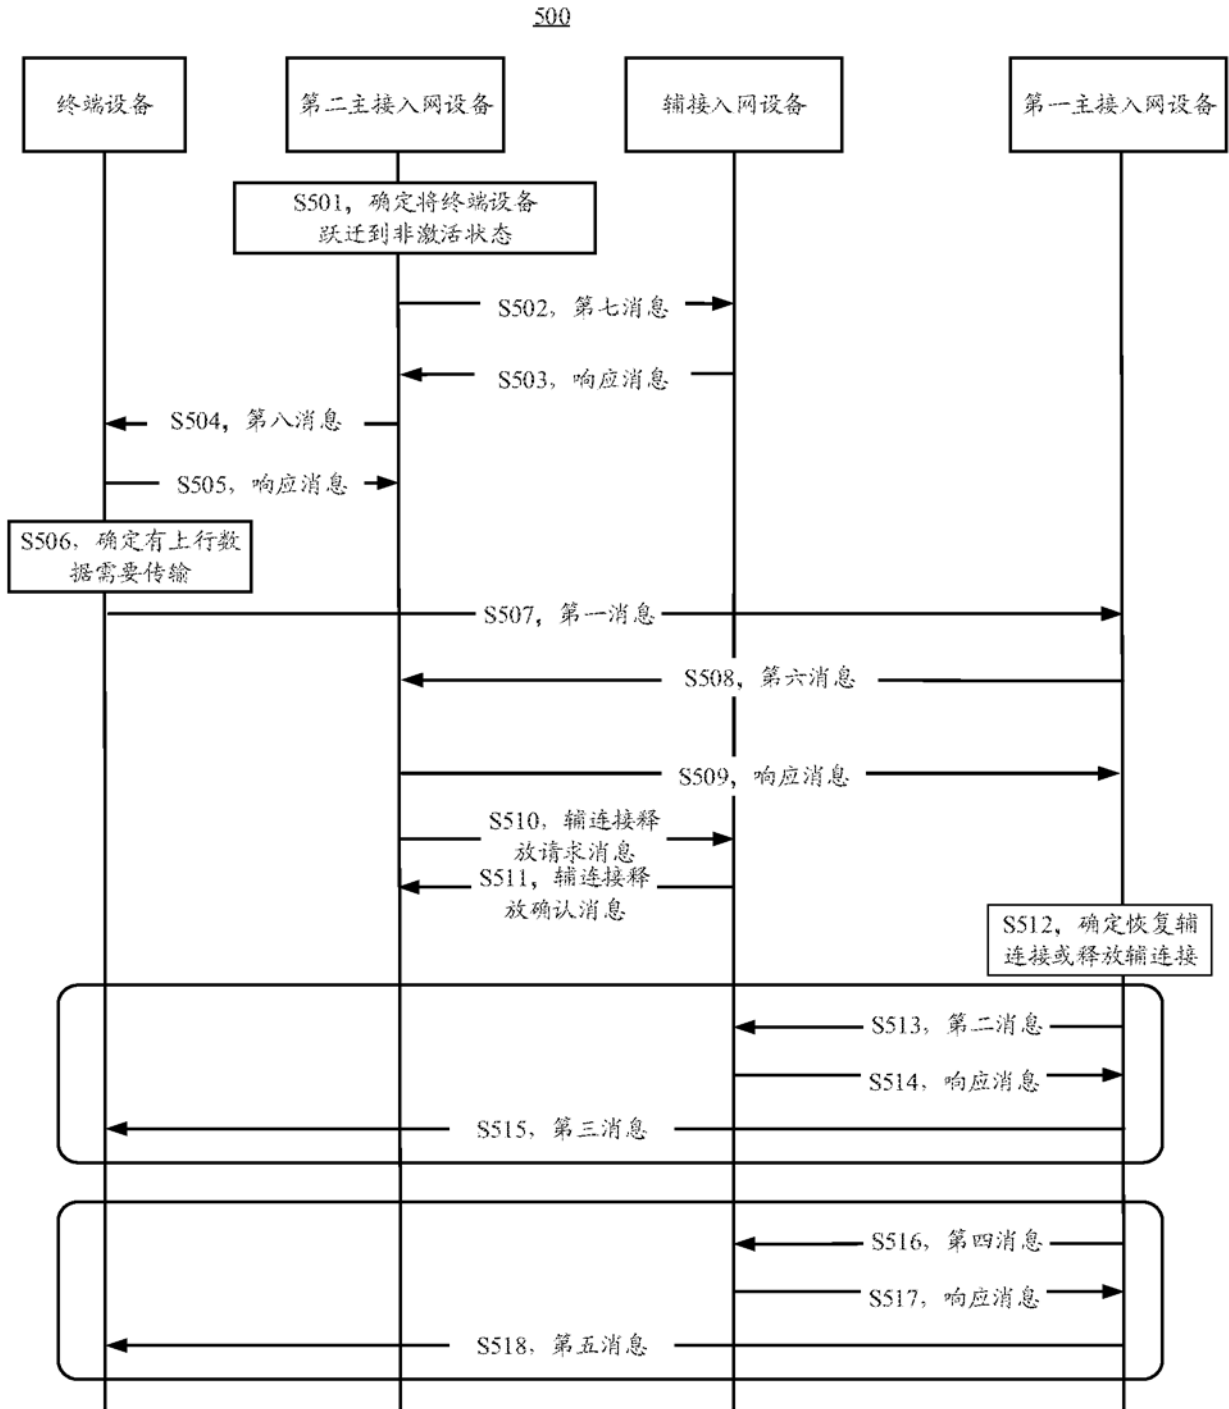 500
终端设备
第二主接入网设备
辅接入网设备
第一主接入网设备
S501，确定将终端设备
跃迁到非激活状态
S502，第七消息
S503，响应消息
S504，第八消息
S505，响应消息
S506，确定有上行数
据需要传输
S507，第一消息
S508，第六消息
S509，响应消息
S510，辅连接释
放请求消息
S511，辅连接释
放确认消息
S512，确定恢复辅
连接或释放辅连接
S513，第二消息
S514，响应消息
S515，第三消息
S516，第四消息
S517，响应消息
S518，第五消息